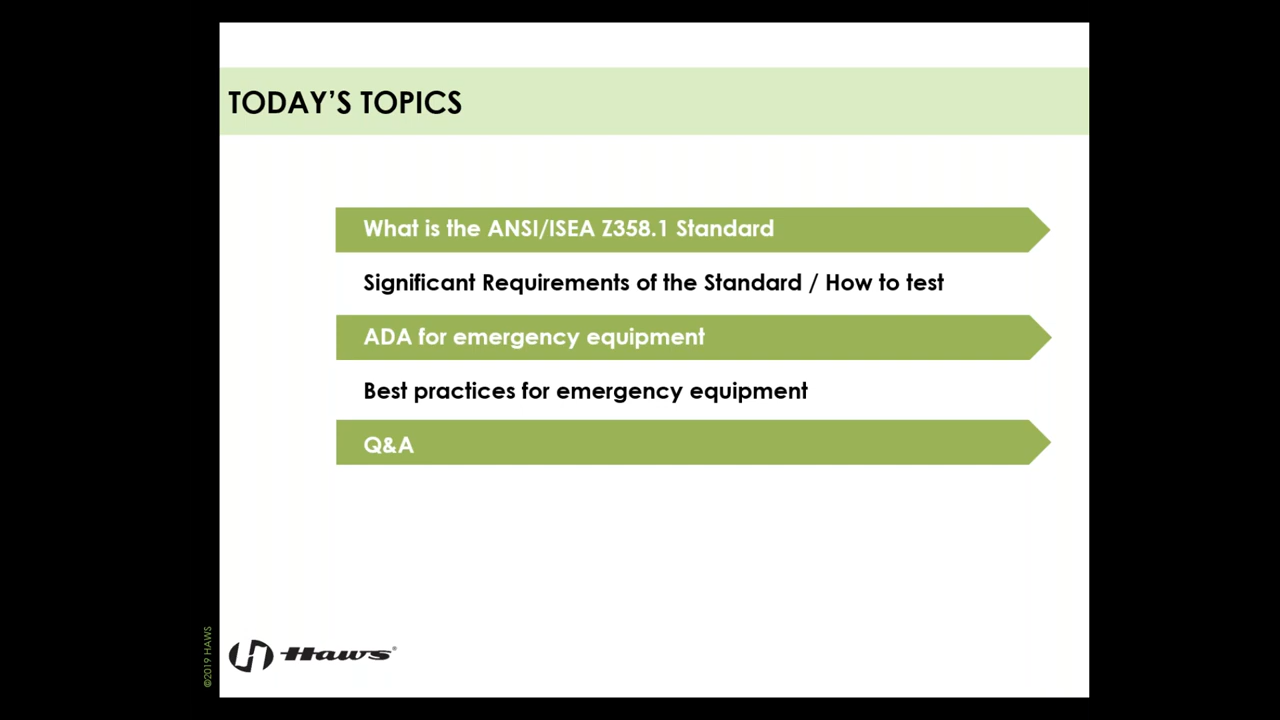 TODAY'S TOPICS
What is the ANSI/ISEA Z358.1 Standard
Significant Requirements of the Standard / How to test
ADA for emergency equipment
Best practices for emergency equipment
Q&A
©2019 HAWS
Haws®